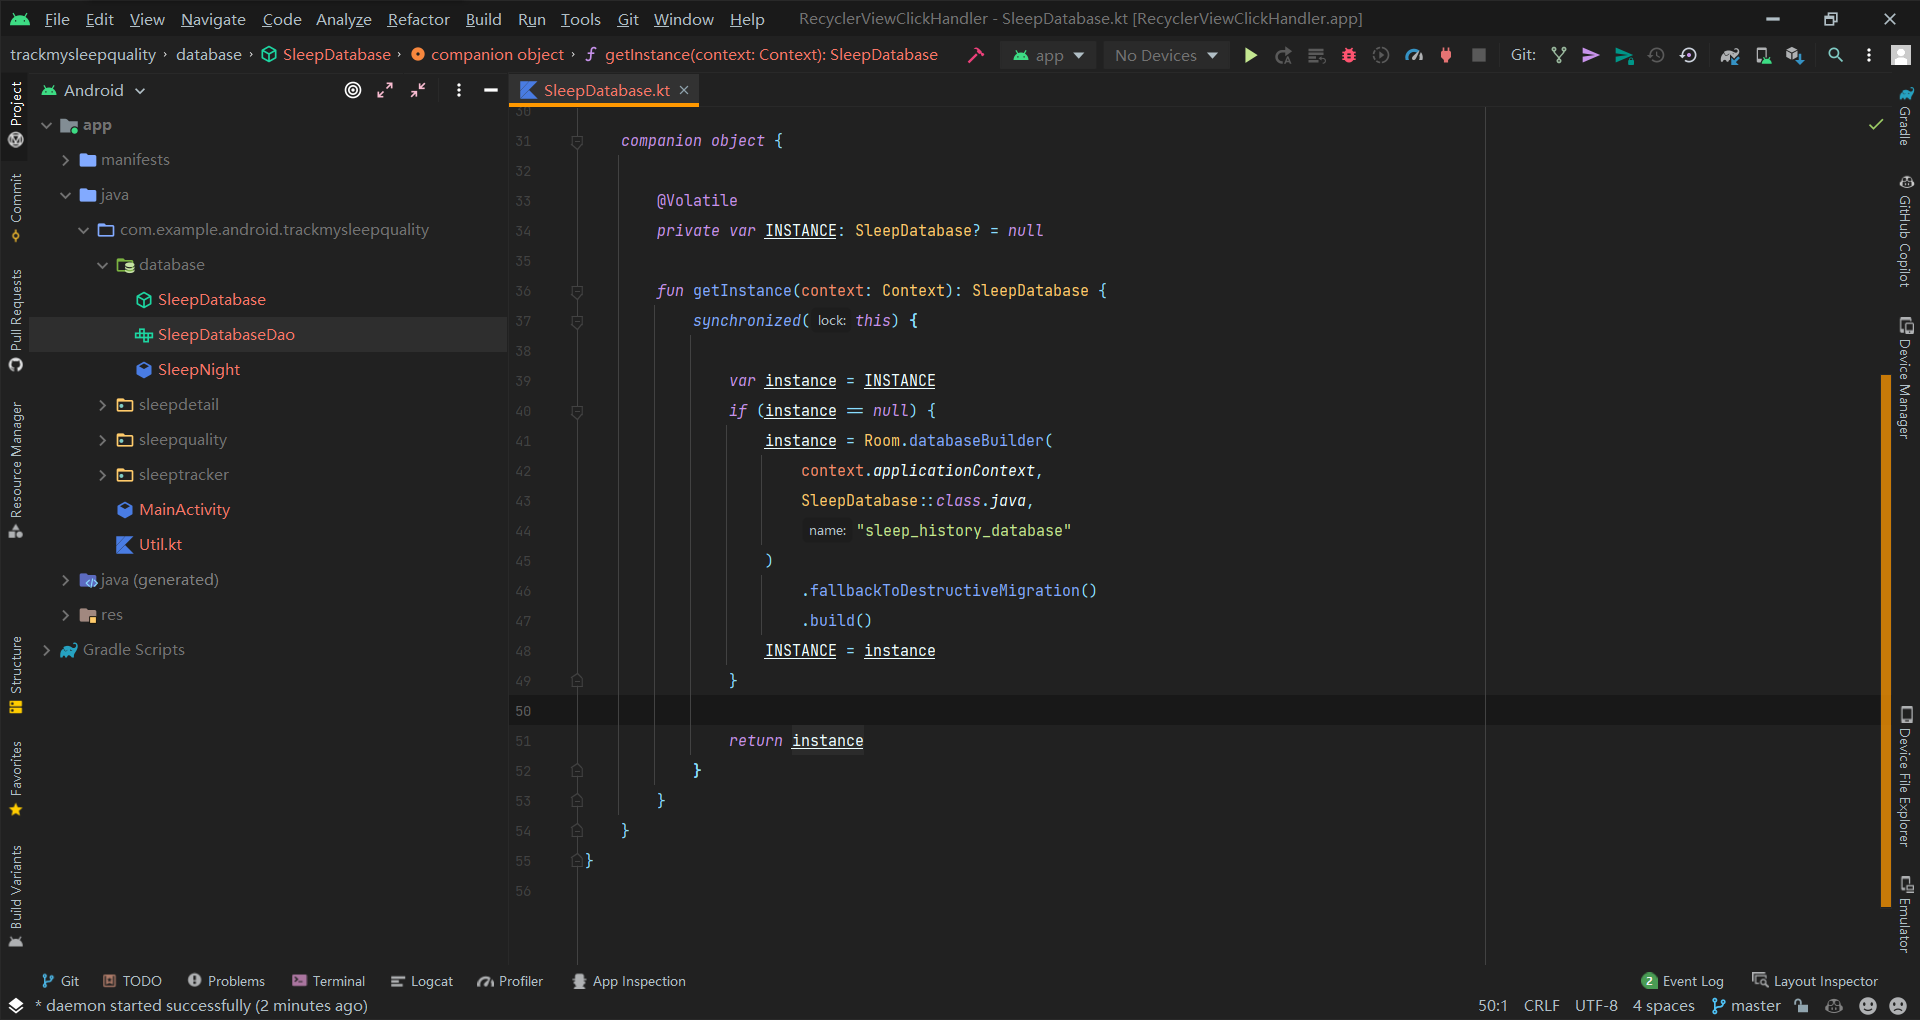 File Edit View Navigate Code Analyze Refactor Build Run Tools Git Window Help RecyclerViewClickHandler - SleepDatabase.kt [RecyclerViewClickHandler.app]
trackmysleepquality › database › SleepDatabase › companion object › getInstance(context: Context): SleepDatabase app No Devices Git:
Project
Commit
Pull Requests
Resource Manager
Structure
Favorites
Build Variants
Android
app
manifests
java
com.example.android.trackmysleepquality
database
SleepDatabase
SleepDatabaseDao
SleepNight
sleepdetail
sleepquality
sleeptracker
MainActivity
Util.kt
java (generated)
res
Gradle Scripts
SleepDatabase.kt
30
31 companion object {
32
33 @Volatile
34 private var INSTANCE: SleepDatabase? = null
35
36 fun getInstance(context: Context): SleepDatabase {
37 synchronized( lock: this) {
38
39 var instance = INSTANCE
40 if (instance == null) {
41 instance = Room.databaseBuilder(
42 context.applicationContext,
43 SleepDatabase::class.java,
44 name: "sleep_history_database"
45 )
46 .fallbackToDestructiveMigration()
47 .build()
48 INSTANCE = instance
49 }
50
51 return instance
52 }
53 }
54 }
55 }
56
Gradle
GitHub Copilot
Device Manager
Device File Explorer
Emulator
Git TODO Problems Terminal Logcat Profiler App Inspection 2 Event Log Layout Inspector
* daemon started successfully (2 minutes ago) 50:1 CRLF UTF-8 4 spaces master